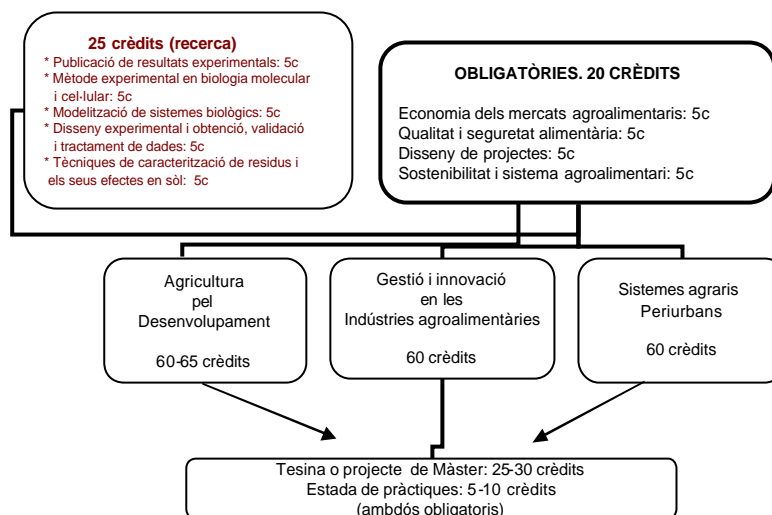 25 crèdits (recerca)
* Publicació de resultats experimentals: 5c
* Mètode experimental en biologia molecular
i cel·lular: 5c
* Modelització de sistemes biològics: 5c
* Disseny experimental i obtenció, validació
i tractament de dades: 5c
* Tècniques de caracterització de residus i
els seus efectes en sòl: 5c
OBLIGATÒRIES. 20 CRÈDITS
Economia dels mercats agroalimentaris: 5c
Qualitat i seguretat alimentària: 5c
Disseny de projectes: 5c
Sostenibilitat i sistema agroalimentari: 5c
Agricultura
pel
Desenvolupament
60-65 crèdits
Gestió i innovació
en les
Indústries agroalimentàries
60 crèdits
Sistemes agraris
Periurbans
60 crèdits
Tesina o projecte de Màster: 25-30 crèdits
Estada de pràctiques: 5-10 crèdits
(ambdós obligatoris)